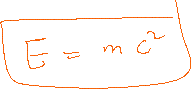 E = mc²